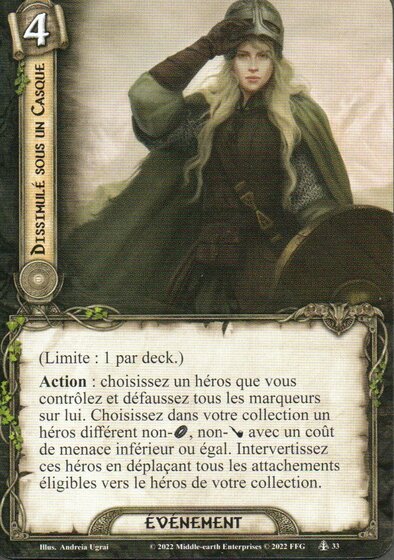 4
DISSIMULÉ SOUS UN CASQUE
(Limite : 1 par deck.)
Action : choisissez un héros que vous
contrôlez et défaussez tous les marqueurs
sur lui. Choisissez dans votre collection un
héros différent non-, non- avec un coût
de menace inférieur ou égal. Intervertissez
ces héros en déplaçant tous les attachements
éligibles vers le héros de votre collection.
ÉVÉNEMENT
Illus. Andreia Ugrai © 2022 Middle-earth Enterprises © 2022 FFG 33